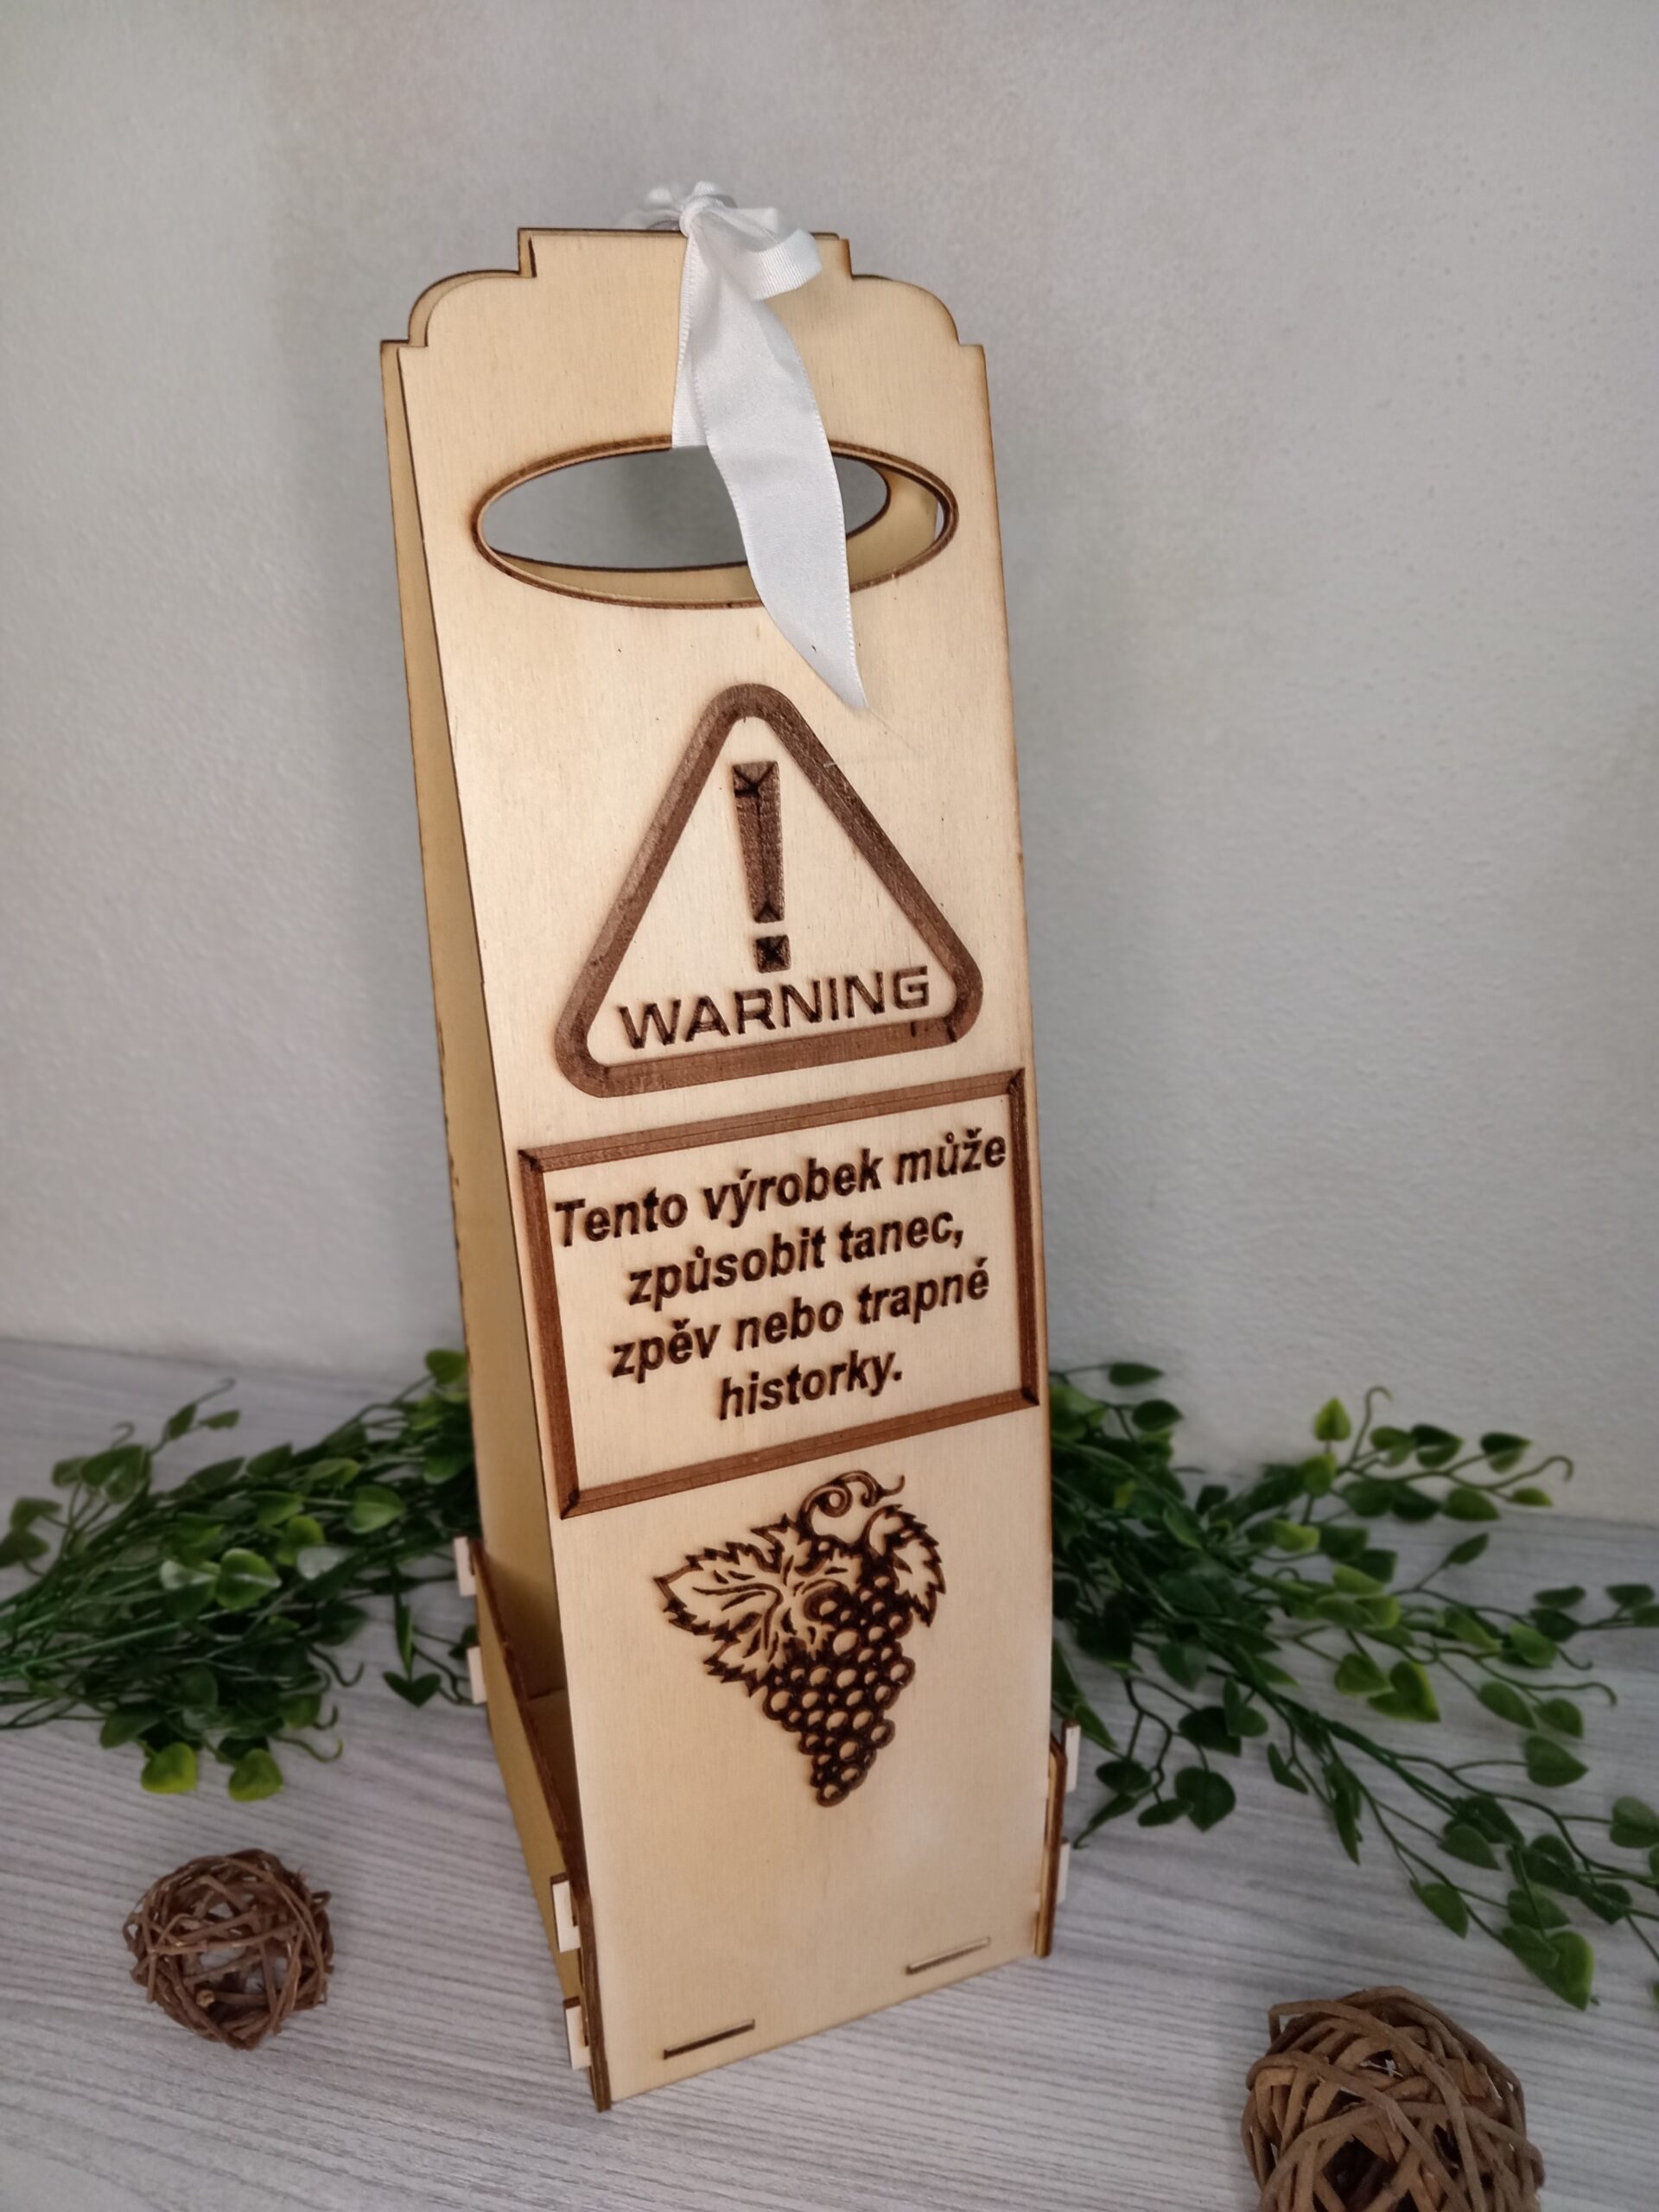 WARNING
Tento výrobek může
způsobit tanec,
zpěv nebo trapné
historky.